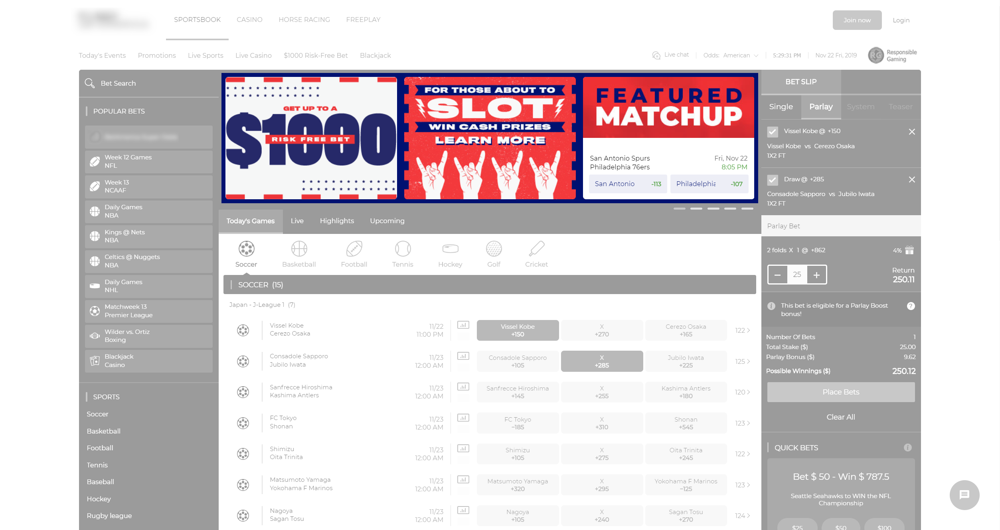 SPORTSBOOK CASINO HORSE RACING FREEPLAY
Join now
Login
Today's Events Promotions Live Sports Live Casino $1000 Risk-Free Bet Blackjack
Live chat Odds: American 5:29:31 PM Nov 22 Fri, 2019
RG Responsible
Gaming
Bet Search
POPULAR BETS
Week 12 Games
NFL
Week 13
NCAAF
Daily Games
NBA
Kings @ Nets
NBA
Celtics @ Nuggets
NBA
Daily Games
NHL
Matchweek 13
Premier League
Wilder vs. Ortiz
Boxing
Blackjack
Casino
SPORTS
Soccer
Basketball
Football
Tennis
Baseball
Hockey
Rugby league
GET UP TO A
$1000
RISK FREE BET
FOR THOSE ABOUT TO
SLOT
WIN CASH PRIZES
LEARN MORE
FEATURED
MATCHUP
San Antonio Spurs Fri, Nov 22
Philadelphia 76ers 8:05 PM
San Antonio -113 Philadelphia -107
Today's Games Live Highlights Upcoming
Soccer Basketball Football Tennis Hockey Golf Cricket
SOCCER (15)
Japan - J-League 1 (7)
Vissel Kobe 11/22 Vissel Kobe X Cerezo Osaka
Cerezo Osaka 11:00 PM +150 +270 +165 122 >
Consadole Sapporo 11/23 Consadole Sapporo X Jubilo Iwata
Jubilo Iwata 12:00 AM +105 +285 +225 125 >
Sanfrecce Hiroshima 11/23 Sanfrecce Hiroshima X Kashima Antlers
Kashima Antlers 12:00 AM +145 +255 +180 120 >
FC Tokyo 11/23 FC Tokyo X Shonan
Shonan 12:00 AM −185 +310 +545 123 >
Shimizu 11/23 Shimizu X Oita Trinita
Oita Trinita 12:00 AM +105 +275 +245 122 >
Matsumoto Yamaga 11/23 Matsumoto Yamaga X Yokohama F Marinos
Yokohama F Marinos 12:00 AM +320 +295 −125 123 >
Nagoya 11/23 Nagoya X Sagan Tosu
Sagan Tosu 12:00 AM +105 +240 +270 124 >
BET SLIP
Single Parlay System Teaser
Vissel Kobe @ +150
Vissel Kobe vs Cerezo Osaka
1X2 FT
Draw @ +285
Consadole Sapporo vs Jubilo Iwata
1X2 FT
Parlay Bet
2 folds X 1 @ +862 4%
− 25 +
Return
250.11
This bet is eligible for a Parlay Boost
bonus!
Number Of Bets 1
Total Stake ($) 25.00
Parlay Bonus ($) 9.62
Possible Winnings ($) 250.12
Place Bets
Clear All
QUICK BETS
Bet $ 50 - Win $ 787.5
Seattle Seahawks to WIN the NFL
Championship
$25 $50 $100